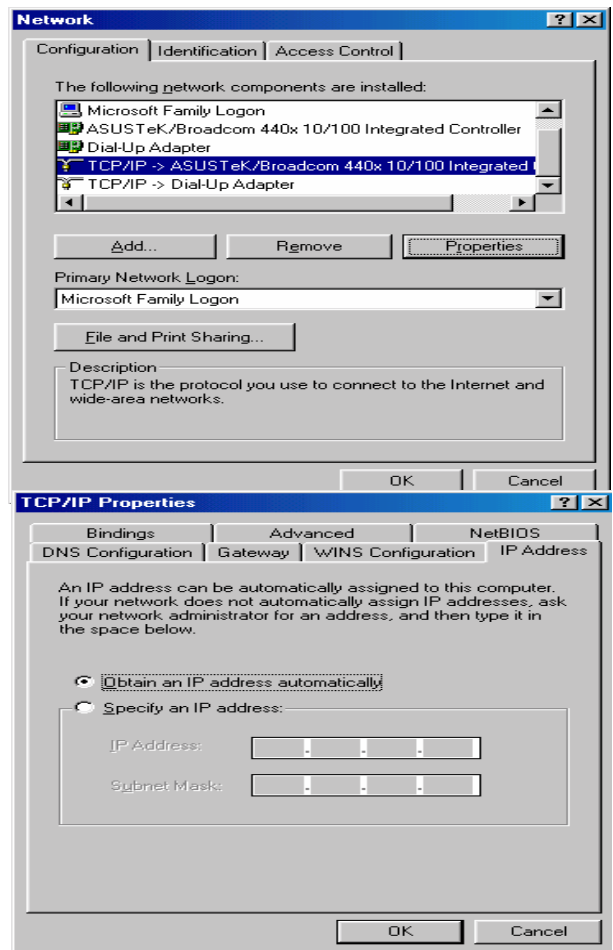 Network
Configuration Identification Access Control
The following network components are installed:
Microsoft Family Logon
ASUSTeK/Broadcom 440x 10/100 Integrated Controller
Dial-Up Adapter
TCP/IP -> ASUSTeK/Broadcom 440x 10/100 Integrated
TCP/IP -> Dial-Up Adapter
Add... Remove Properties
Primary Network Logon:
Microsoft Family Logon
File and Print Sharing...
Description
TCP/IP is the protocol you use to connect to the Internet and
wide-area networks.
OK Cancel
TCP/IP Properties
Bindings Advanced NetBIOS
DNS Configuration Gateway WINS Configuration IP Address
An IP address can be automatically assigned to this computer.
If your network does not automatically assign IP addresses, ask
your network administrator for an address, and then type it in
the space below.
Obtain an IP address automatically
Specify an IP address:
IP Address:
Subnet Mask:
OK Cancel